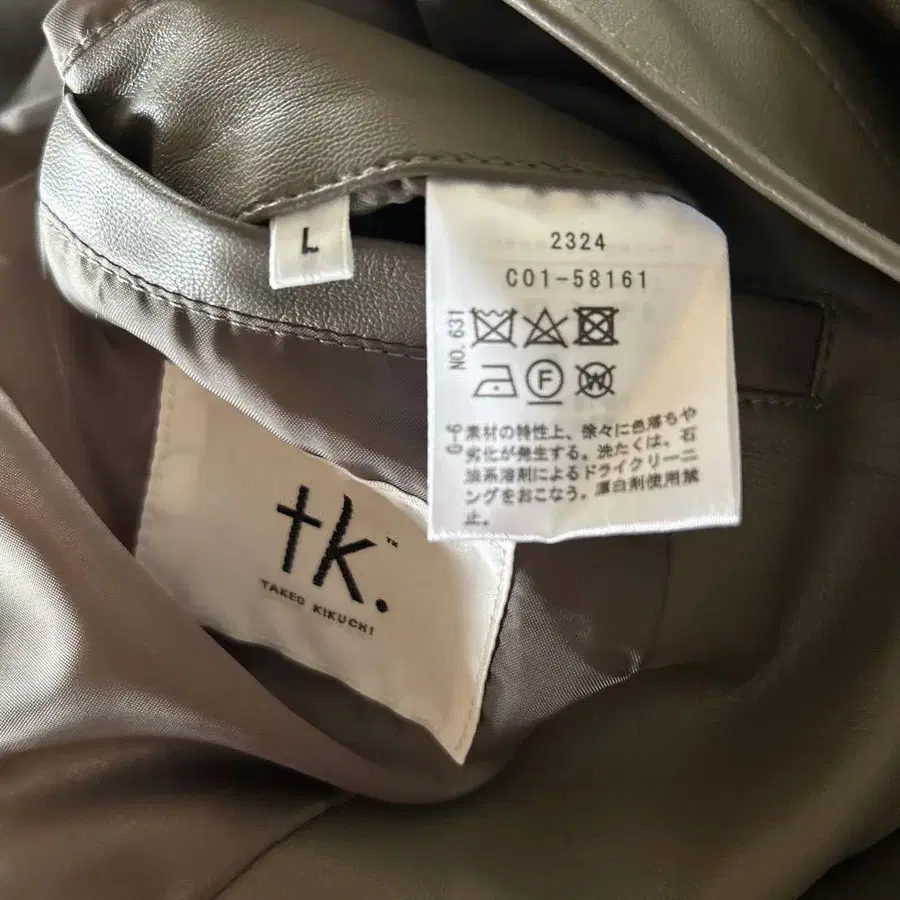 L
2324
C01-58161
NO.631
F
W
G-6
素材の特性上、徐々に色落ちや
劣化が発生する。洗たくは、石
油系溶剤によるドライクリーニ
ングをおこなう。漂白剤使用禁
止。
tk.™
TAKEO KIKUCHI